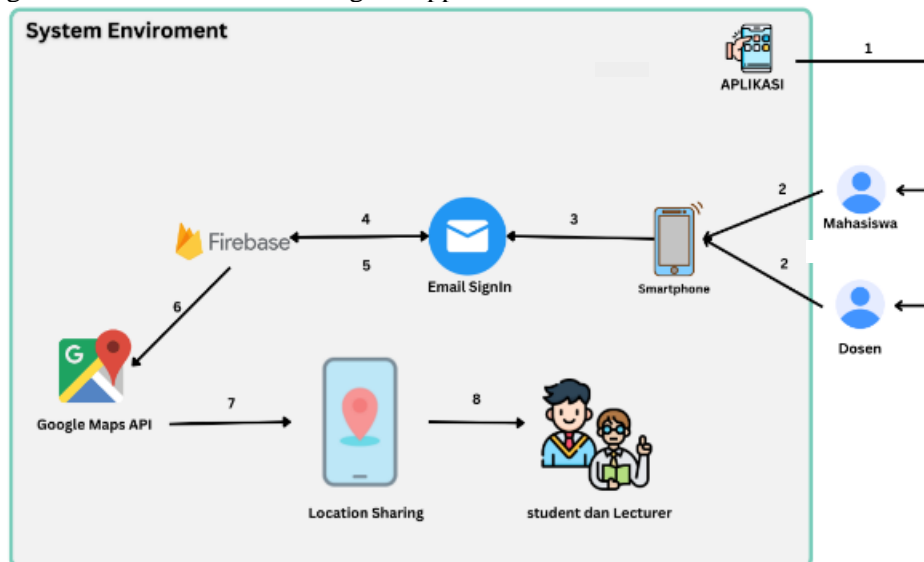 System Enviroment
APLIKASI
1
2
Mahasiswa
4
3
Firebase
5
Email SignIn
Smartphone
2
6
Dosen
G
Google Maps API
7
8
Location Sharing
student dan Lecturer